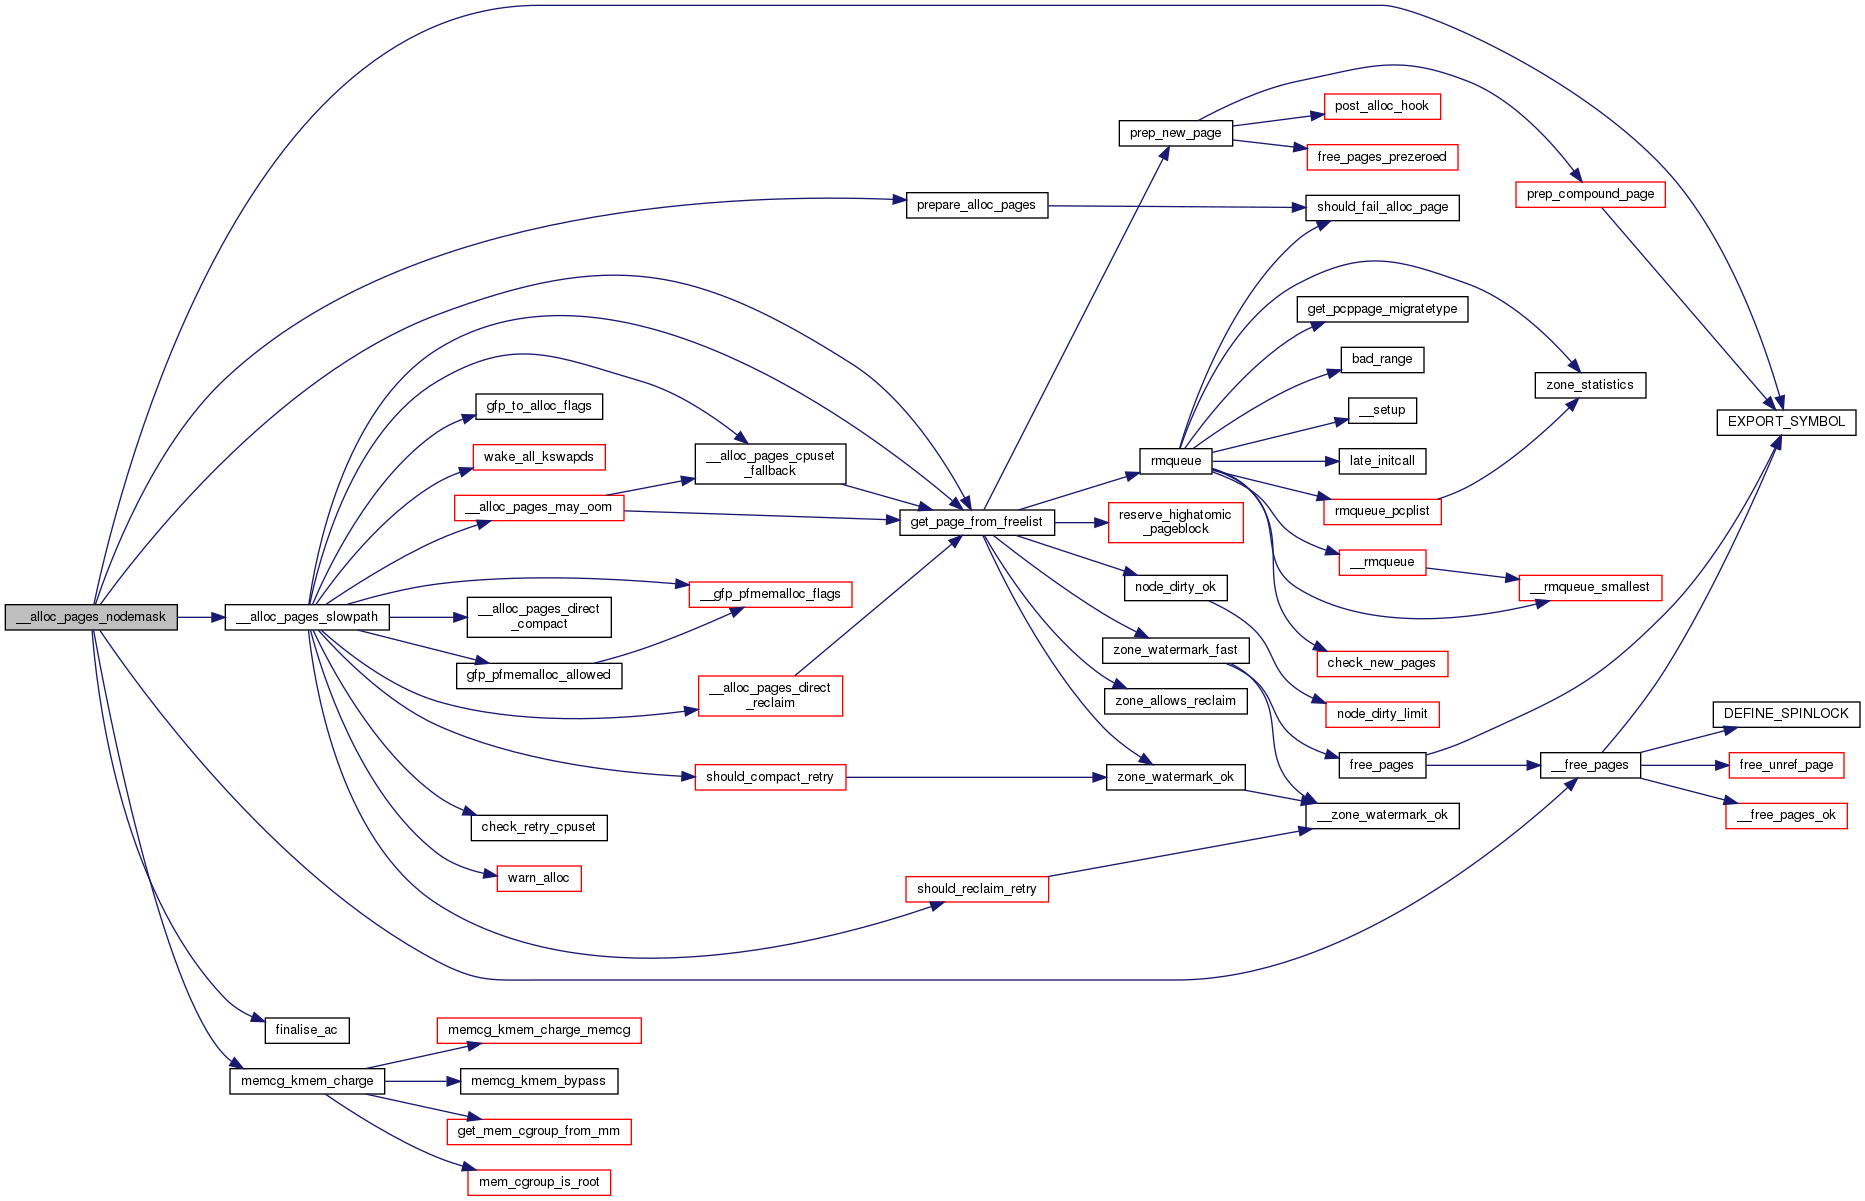 __alloc_pages_nodemask
__alloc_pages_slowpath
finalise_ac
memcg_kmem_charge
gfp_to_alloc_flags
wake_all_kswapds
__alloc_pages_may_oom
__alloc_pages_direct
_compact
gfp_pfmemalloc_allowed
check_retry_cpuset
warn_alloc
memcg_kmem_charge_memcg
memcg_kmem_bypass
get_mem_cgroup_from_mm
mem_cgroup_is_root
__alloc_pages_cpuset
_fallback
__gfp_pfmemalloc_flags
__alloc_pages_direct
_reclaim
should_compact_retry
prepare_alloc_pages
get_page_from_freelist
should_reclaim_retry
prep_new_page
rmqueue
reserve_highatomic
_pageblock
node_dirty_ok
zone_watermark_fast
zone_allows_reclaim
zone_watermark_ok
post_alloc_hook
free_pages_prezeroed
should_fail_alloc_page
get_pcppage_migratetype
bad_range
__setup
late_initcall
rmqueue_pcplist
__rmqueue
check_new_pages
node_dirty_limit
free_pages
__zone_watermark_ok
prep_compound_page
zone_statistics
__rmqueue_smallest
__free_pages
EXPORT_SYMBOL
DEFINE_SPINLOCK
free_unref_page
__free_pages_ok